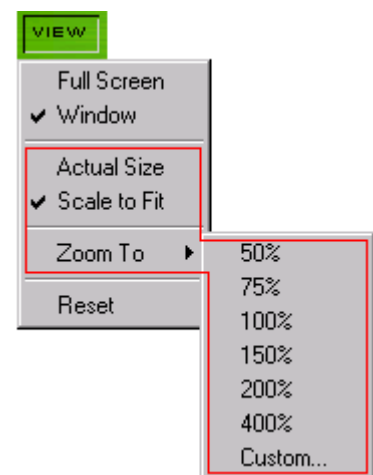 VIEW
Full Screen
✔ Window
Actual Size
✔ Scale to Fit
Zoom To
50%
75%
100%
150%
200%
400%
Custom...
Reset